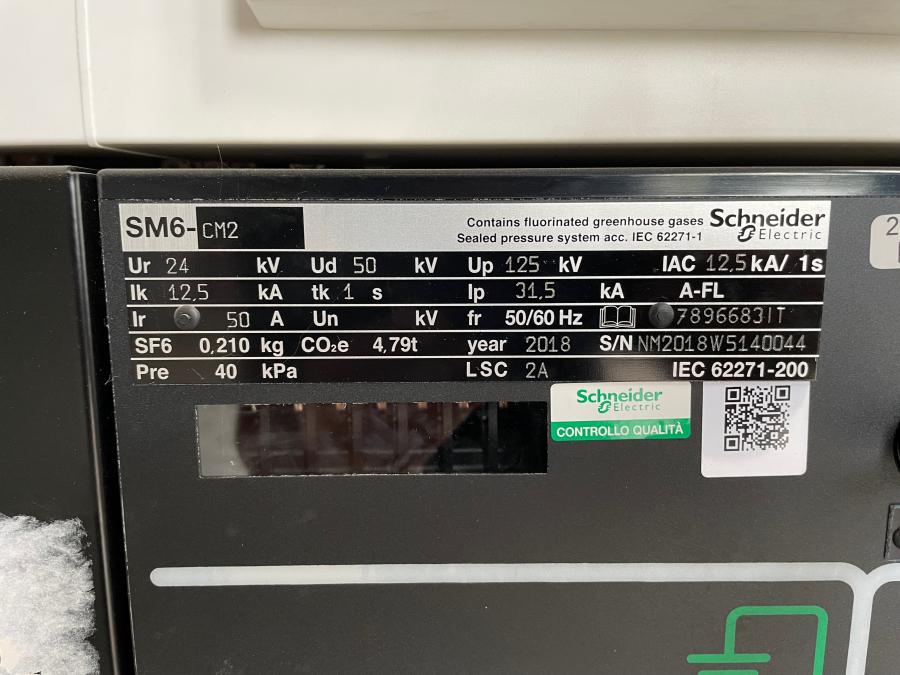 SM6-CM2
Contains fluorinated greenhouse gases
Sealed pressure system acc. IEC 62271-1
Schneider
Electric
Ur 24 kV Ud 50 kV Up 125 kV IAC 12,5 kA/ 1s
Ik 12,5 kA tk 1 s Ip 31,5 kA A-FL
Ir 50 A Un kV fr 50/60 Hz 7896683IT
SF6 0,210 kg CO₂e 4,79t year 2018 S/N NM2018W5140044
Pre 40 kPa LSC 2A IEC 62271-200
Schneider
Electric
CONTROLLO QUALITÀ